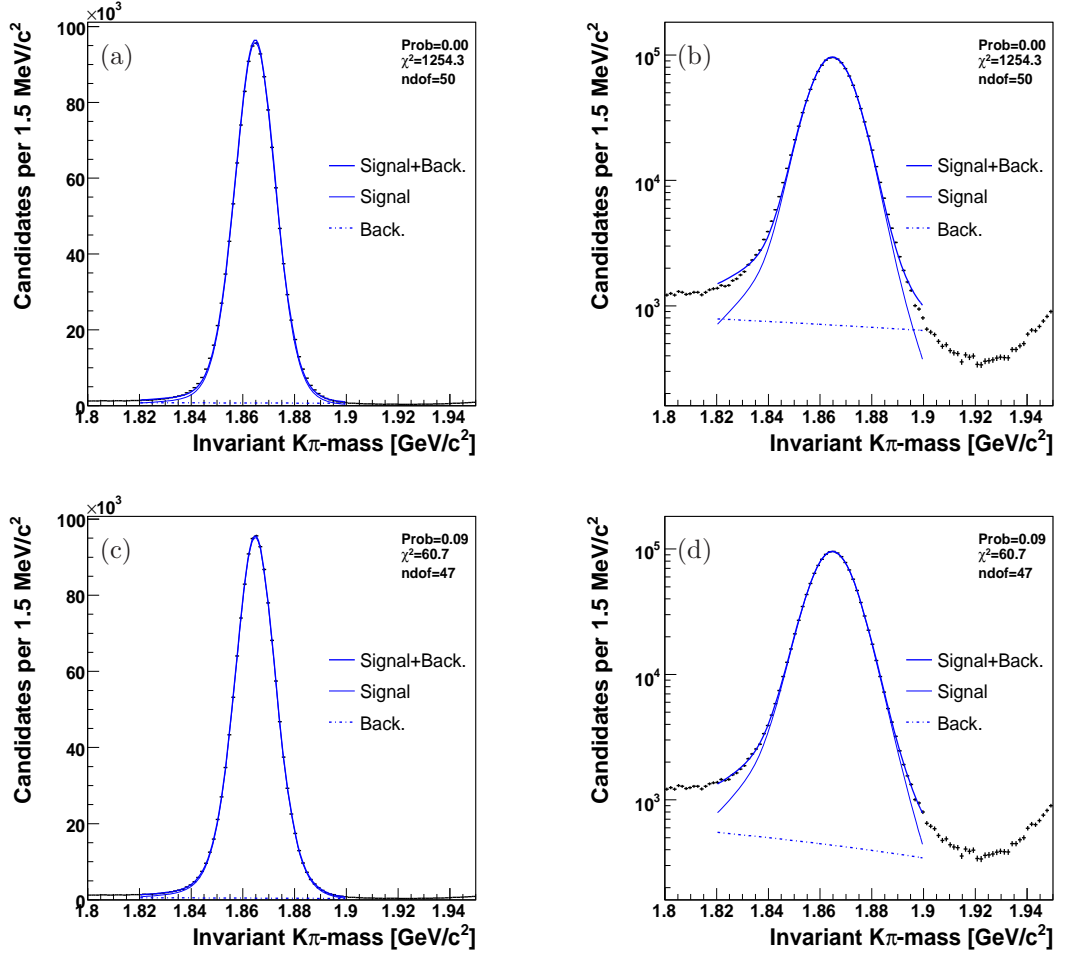 ×10³
100
80
60
40
20
0
(a)
Prob=0.00
χ²=1254.3
ndof=50
Signal+Back.
Signal
Back.
Candidates per 1.5 MeV/c²
1.8 1.82 1.84 1.86 1.88 1.9 1.92 1.94
Invariant Kπ-mass [GeV/c²]
10⁵
10⁴
10³
(b)
Prob=0.00
χ²=1254.3
ndof=50
Signal+Back.
Signal
Back.
Candidates per 1.5 MeV/c²
1.8 1.82 1.84 1.86 1.88 1.9 1.92 1.94
Invariant Kπ-mass [GeV/c²]
×10³
100
80
60
40
20
0
(c)
Prob=0.09
χ²=60.7
ndof=47
Signal+Back.
Signal
Back.
Candidates per 1.5 MeV/c²
1.8 1.82 1.84 1.86 1.88 1.9 1.92 1.94
Invariant Kπ-mass [GeV/c²]
10⁵
10⁴
10³
(d)
Prob=0.09
χ²=60.7
ndof=47
Signal+Back.
Signal
Back.
Candidates per 1.5 MeV/c²
1.8 1.82 1.84 1.86 1.88 1.9 1.92 1.94
Invariant Kπ-mass [GeV/c²]